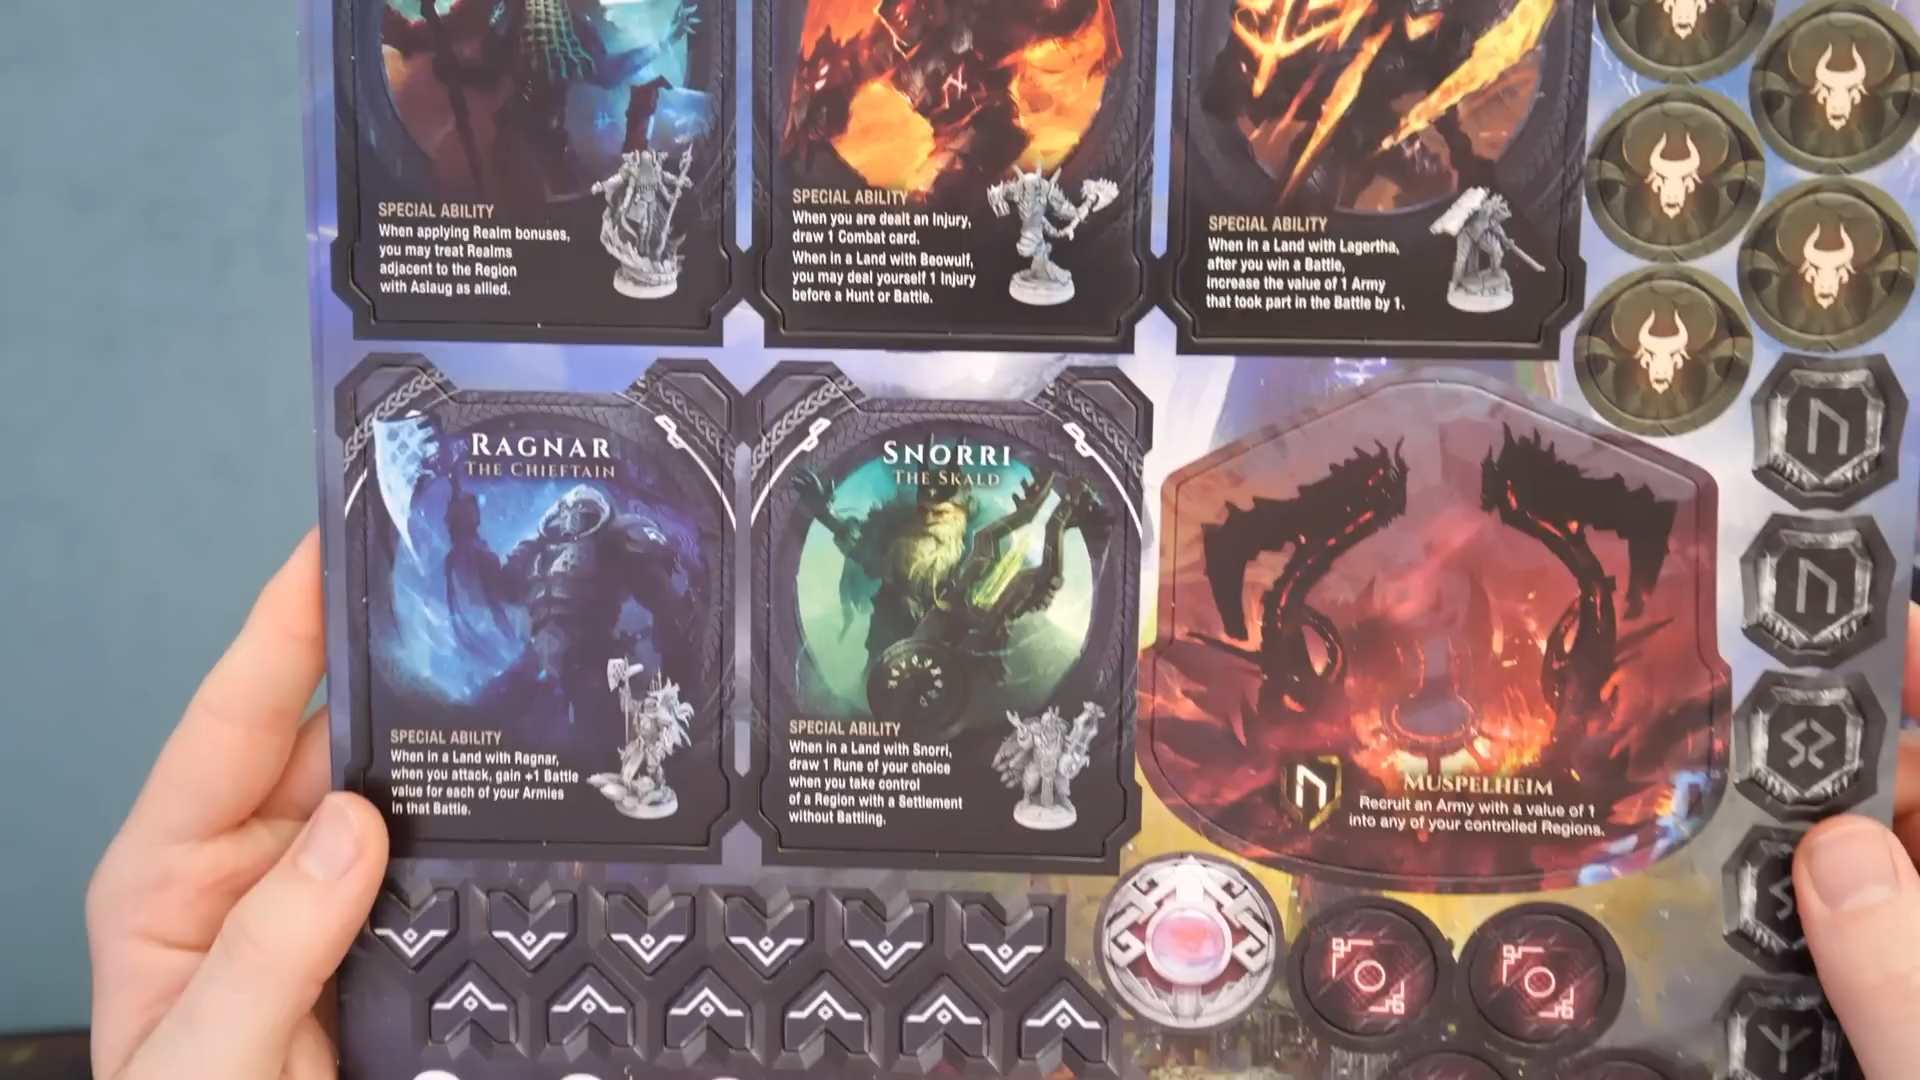 SPECIAL ABILITY
When applying Realm bonuses,
you may treat Realms
adjacent to the Region
with Aslaug as allied.
SPECIAL ABILITY
When you are dealt an Injury,
draw 1 Combat card.
When in a Land with Beowulf,
you may deal yourself 1 Injury
before a Hunt or Battle.
SPECIAL ABILITY
When in a Land with Lagertha,
after you win a Battle,
increase the value of 1 Army
that took part in the Battle by 1.
RAGNAR
THE CHIEFTAIN
SPECIAL ABILITY
When in a Land with Ragnar,
when you attack, gain +1 Battle
value for each of your Armies
in that Battle.
SNORRI
THE SKALD
SPECIAL ABILITY
When in a Land with Snorri,
draw 1 Rune of your choice
when you take control
of a Region with a Settlement
without Battling.
MUSPELHEIM
Recruit an Army with a value of 1
into any of your controlled Regions.